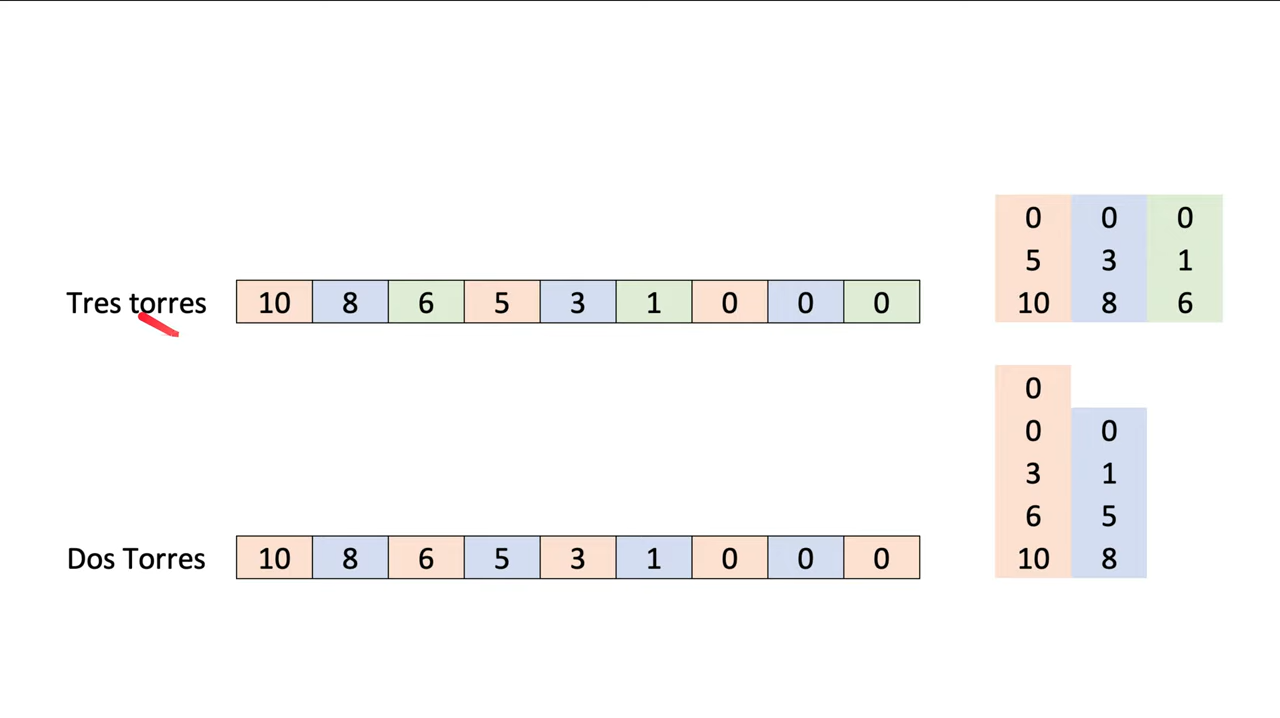 0 0 0
5 3 1
Tres torres 10 8 6 5 3 1 0 0 0 10 8 6
0
0 0
3 1
6 5
Dos Torres 10 8 6 5 3 1 0 0 0 10 8